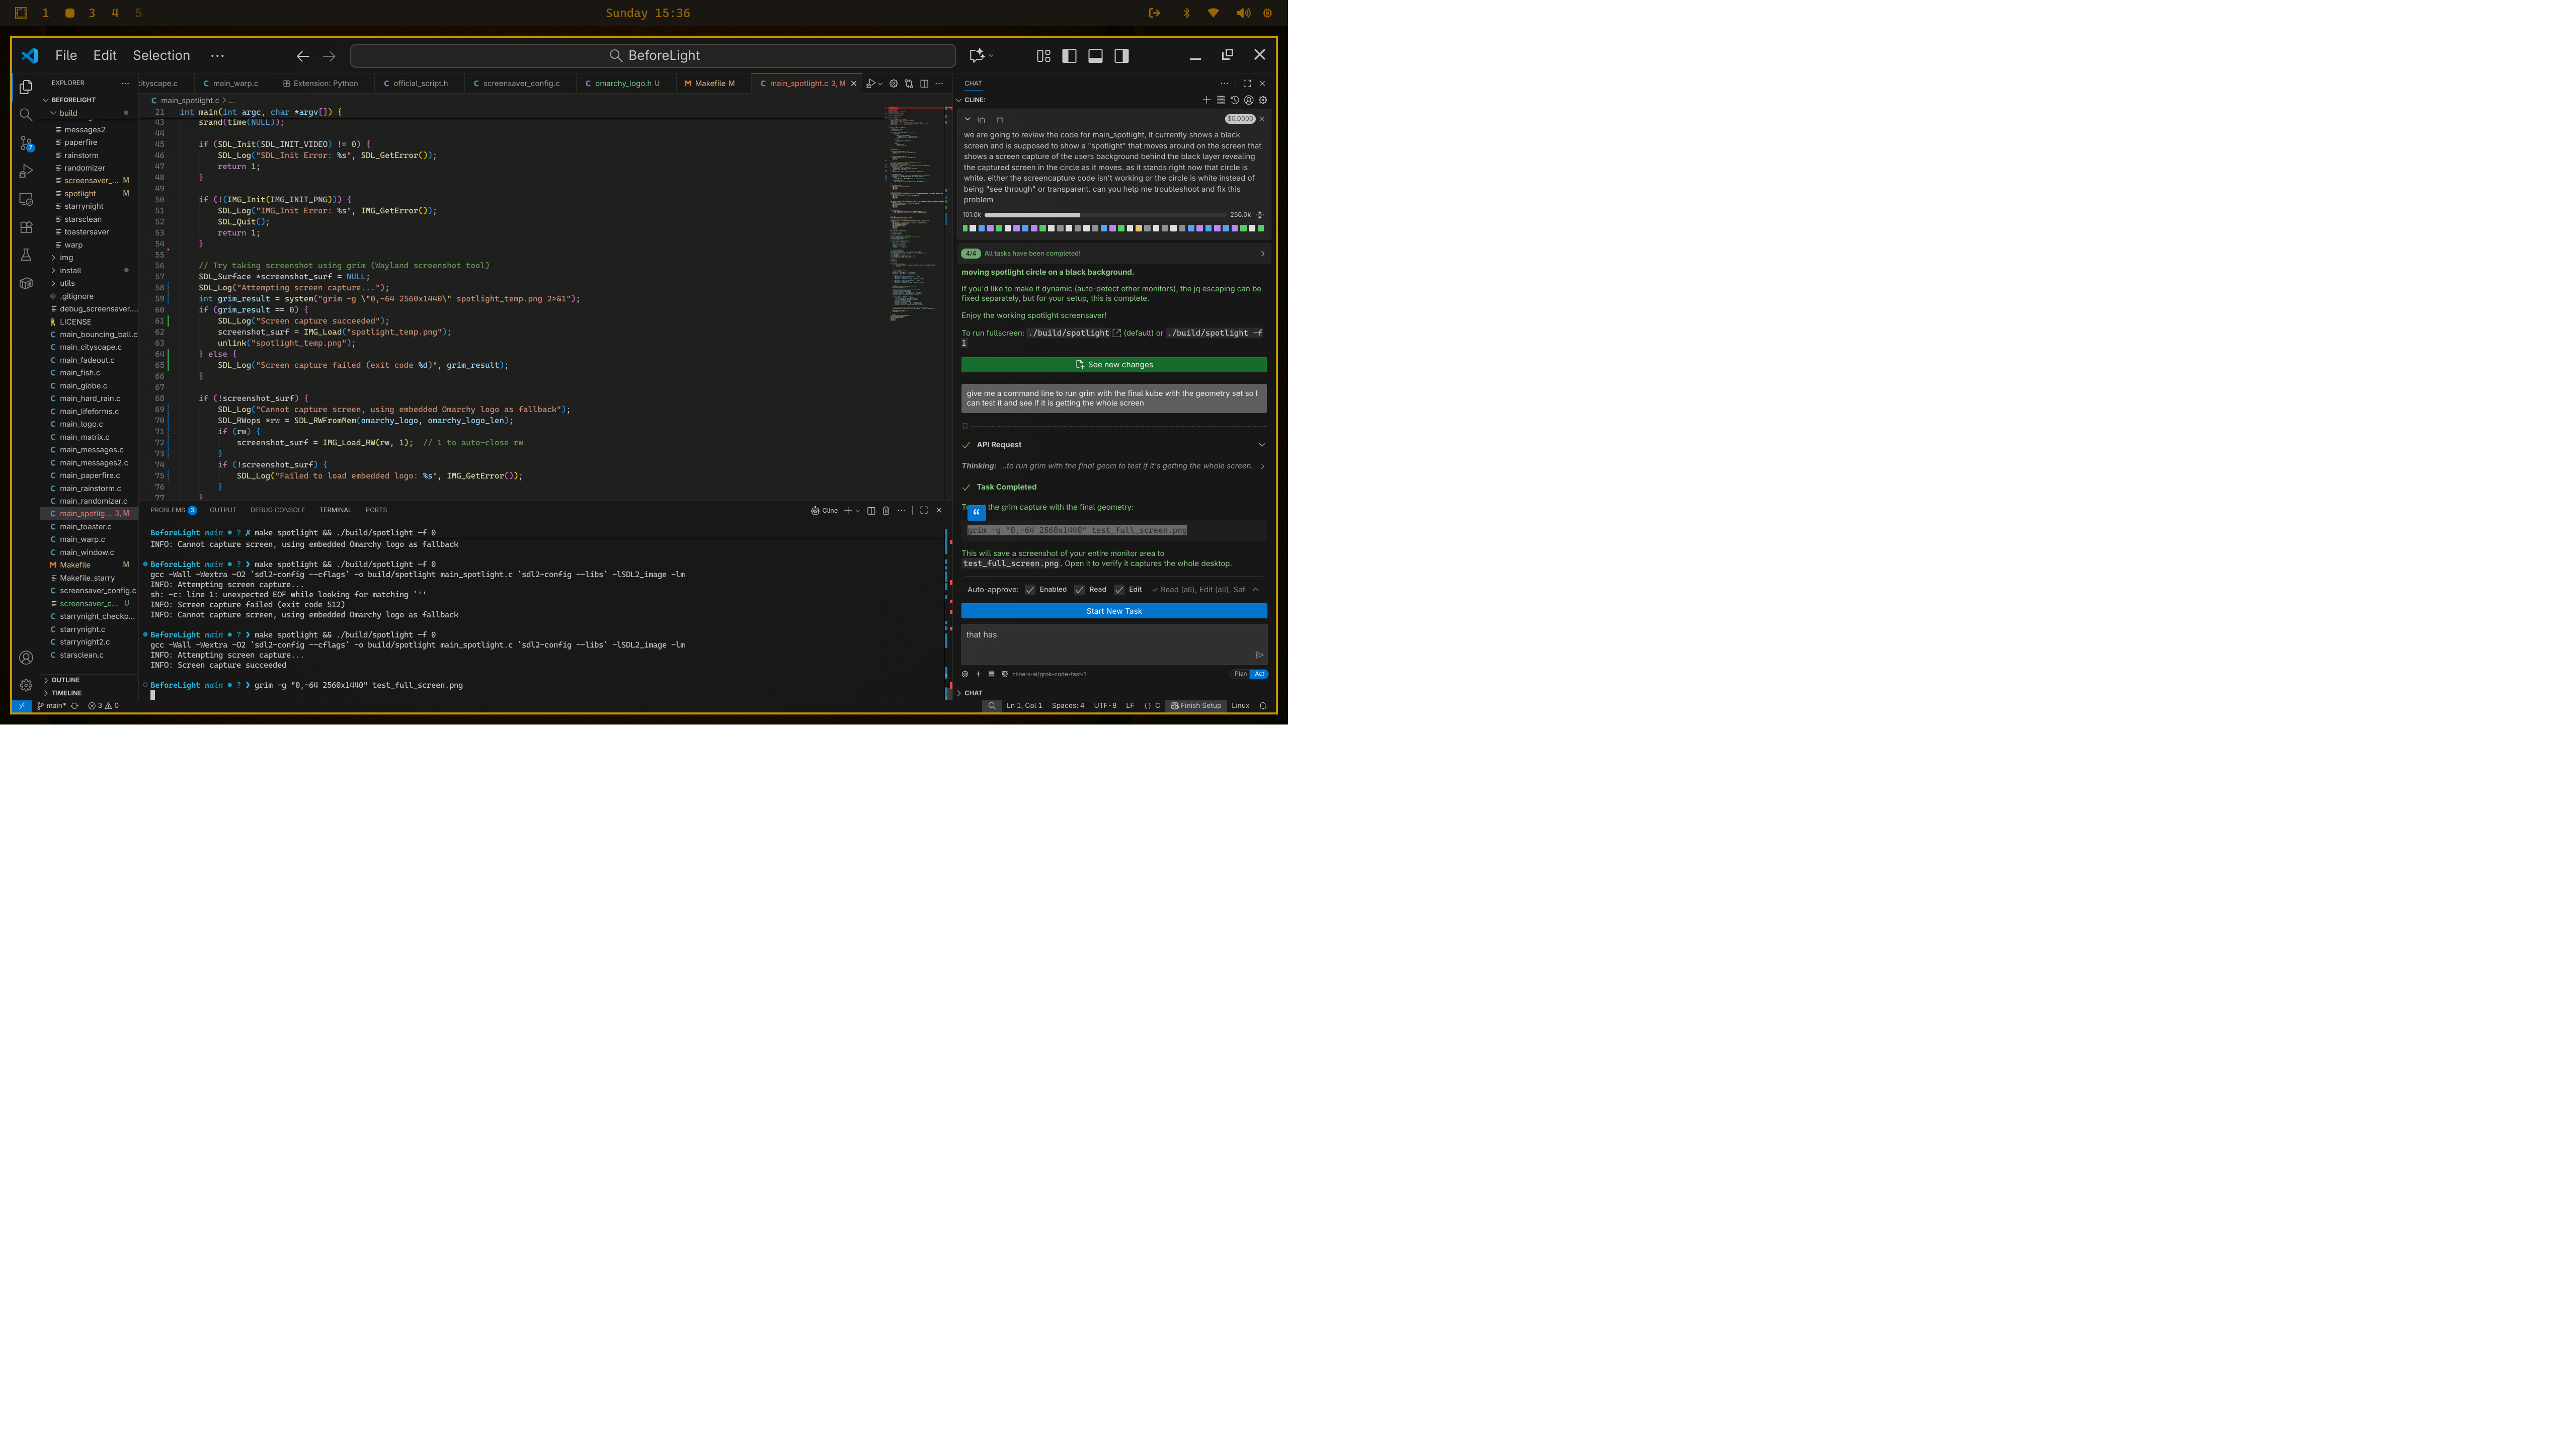 1 3 4 5
Sunday 15:36
File Edit Selection ···
BeforeLight
EXPLORER
BEFORELIGHT
build
messages2
paperfire
rainstorm
randomizer
screensaver_... M
spotlight M
starrynight
starsclean
toastersaver
warp
img
install
utils
.gitignore
debug_screensaver....
LICENSE
main_bouncing_ball.c
main_cityscape.c
main_fadeout.c
main_fish.c
main_globe.c
main_hard_rain.c
main_lifeforms.c
main_logo.c
main_matrix.c
main_messages.c
main_messages2.c
main_paperfire.c
main_rainstorm.c
main_randomizer.c
main_spotlig... 3, M
main_toaster.c
main_warp.c
main_window.c
Makefile M
Makefile_starry
screensaver_config.c
screensaver_c... U
starrynight_checkp...
starrynight.c
starrynight2.c
starsclean.c
OUTLINE
TIMELINE
cityscape.c main_warp.c Extension: Python official_script.h screensaver_config.c omarchy_logo.h U Makefile M main_spotlight.c 3, M
main_spotlight.c > ...
21 int main(int argc, char *argv[]) {
43 srand(time(NULL));
44
45 if (SDL_Init(SDL_INIT_VIDEO) != 0) {
46 SDL_Log("SDL_Init Error: %s", SDL_GetError());
47 return 1;
48 }
49
50 if (!(IMG_Init(IMG_INIT_PNG))) {
51 SDL_Log("IMG_Init Error: %s", IMG_GetError());
52 SDL_Quit();
53 return 1;
54 }
55
56 // Try taking screenshot using grim (Wayland screenshot tool)
57 SDL_Surface *screenshot_surf = NULL;
58 SDL_Log("Attempting screen capture...");
59 int grim_result = system("grim -g \"0,-64 2560x1440\" spotlight_temp.png 2>&1");
60 if (grim_result == 0) {
61 SDL_Log("Screen capture succeeded");
62 screenshot_surf = IMG_Load("spotlight_temp.png");
63 unlink("spotlight_temp.png");
64 } else {
65 SDL_Log("Screen capture failed (exit code %d)", grim_result);
66 }
67
68 if (!screenshot_surf) {
69 SDL_Log("Cannot capture screen, using embedded Omarchy logo as fallback");
70 SDL_RWops *rw = SDL_RWFromMem(omarchy_logo, omarchy_logo_len);
71 if (rw) {
72 screenshot_surf = IMG_Load_RW(rw, 1); // 1 to auto-close rw
73 }
74 if (!screenshot_surf) {
75 SDL_Log("Failed to load embedded logo: %s", IMG_GetError());
76 }
77 }
PROBLEMS 3 OUTPUT DEBUG CONSOLE TERMINAL PORTS
Cline
BeforeLight main ● ? ✗ make spotlight && ./build/spotlight -f 0
INFO: Cannot capture screen, using embedded Omarchy logo as fallback
BeforeLight main ● ? ❯ make spotlight && ./build/spotlight -f 0
gcc -Wall -Wextra -O2 `sdl2-config --cflags` -o build/spotlight main_spotlight.c `sdl2-config --libs` -lSDL2_image -lm
INFO: Attempting screen capture...
sh: -c: line 1: unexpected EOF while looking for matching `''
INFO: Screen capture failed (exit code 512)
INFO: Cannot capture screen, using embedded Omarchy logo as fallback
BeforeLight main ● ? ❯ make spotlight && ./build/spotlight -f 0
gcc -Wall -Wextra -O2 `sdl2-config --cflags` -o build/spotlight main_spotlight.c `sdl2-config --libs` -lSDL2_image -lm
INFO: Attempting screen capture...
INFO: Screen capture succeeded
BeforeLight main ● ? ❯ grim -g "0,-64 2560x1440" test_full_screen.png
CHAT
CLINE:
$0.0000
we are going to review the code for main_spotlight, it currently shows a black
screen and is supposed to show a "spotlight" that moves around on the screen that
shows a screen capture of the users background behind the black layer revealing
the captured screen in the circle as it moves. as it stands right now that circle is
white. either the screencapture code isn't working or the circle is white instead of
being "see through" or transparent. can you help me troubleshoot and fix this
problem
101.0k 256.0k
4/4 All tasks have been completed!
moving spotlight circle on a black background.
If you'd like to make it dynamic (auto-detect other monitors), the jq escaping can be
fixed separately, but for your setup, this is complete.
Enjoy the working spotlight screensaver!
To run fullscreen: ./build/spotlight (default) or ./build/spotlight -f
1
See new changes
give me a command line to run grim with the final kube with the geometry set so I
can test it and see if it is getting the whole screen
API Request
Thinking: ...to run grim with the final geom to test if it's getting the whole screen.
Task Completed
the grim capture with the final geometry:
grim -g "0,-64 2560x1440" test_full_screen.png
This will save a screenshot of your entire monitor area to
test_full_screen.png. Open it to verify it captures the whole desktop.
Auto-approve: Enabled Read Edit Read (all), Edit (all), Saf
Start New Task
that has
cline:x-ai/grok-code-fast-1
Plan Act
CHAT
main* 3 0
Ln 1, Col 1 Spaces: 4 UTF-8 LF {} C Finish Setup Linux